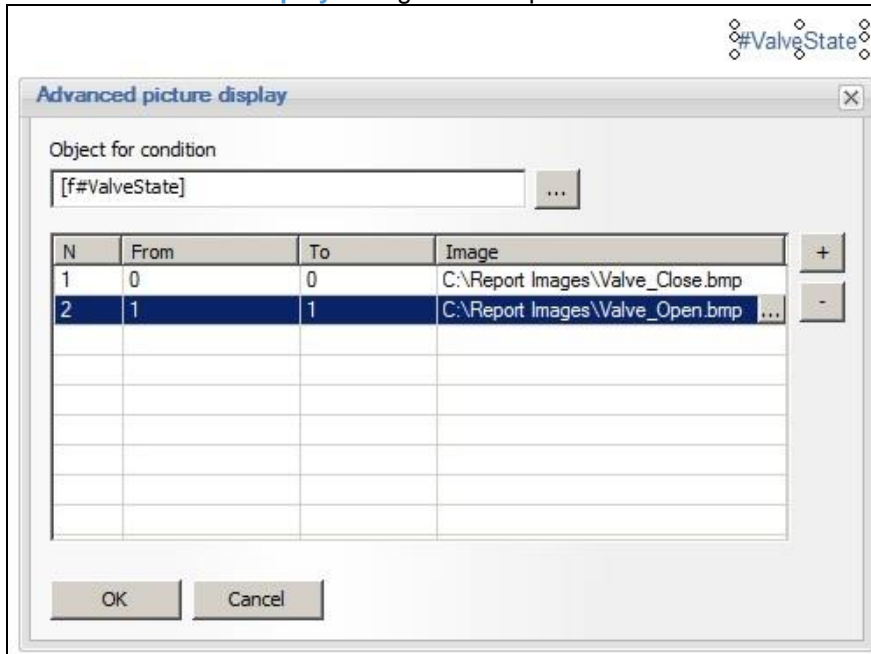 #ValveState
Advanced picture display
Object for condition
[f#ValveState]
...
N From To Image +
1 0 0 C:\Report Images\Valve_Close.bmp
2 1 1 C:\Report Images\Valve_Open.bmp ... -
OK Cancel